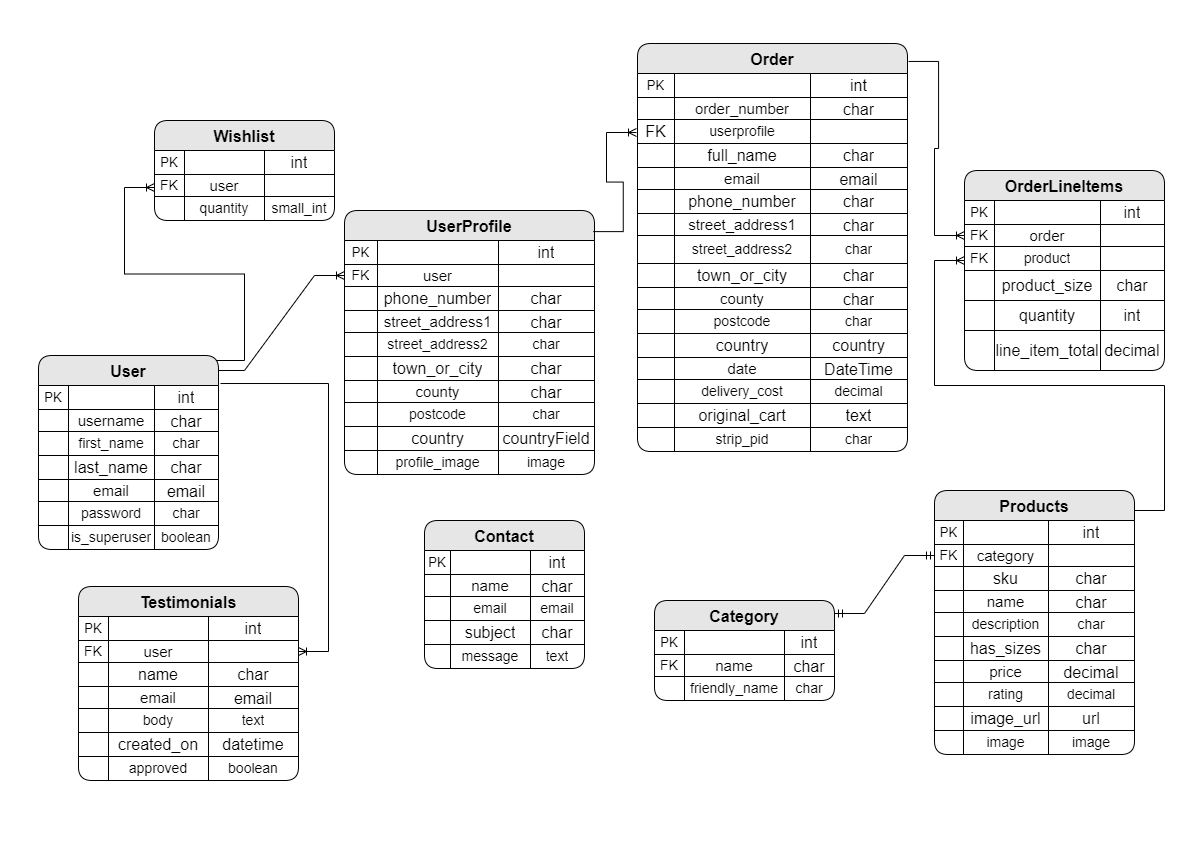 Wishlist
PK int
FK user
quantity small_int
UserProfile
PK int
FK user
phone_number char
street_address1 char
street_address2 char
town_or_city char
county char
postcode char
country countryField
profile_image image
Order
PK int
order_number char
FK userprofile
full_name char
email email
phone_number char
street_address1 char
street_address2 char
town_or_city char
county char
postcode char
country country
date DateTime
delivery_cost decimal
original_cart text
strip_pid char
OrderLineItems
PK int
FK order
FK product
product_size char
quantity int
line_item_total decimal
User
PK int
username char
first_name char
last_name char
email email
password char
is_superuser boolean
Testimonials
PK int
FK user
name char
email email
body text
created_on datetime
approved boolean
Contact
PK int
name char
email email
subject char
message text
Category
PK int
FK name char
friendly_name char
Products
PK int
FK category
sku char
name char
description char
has_sizes char
price decimal
rating decimal
image_url url
image image